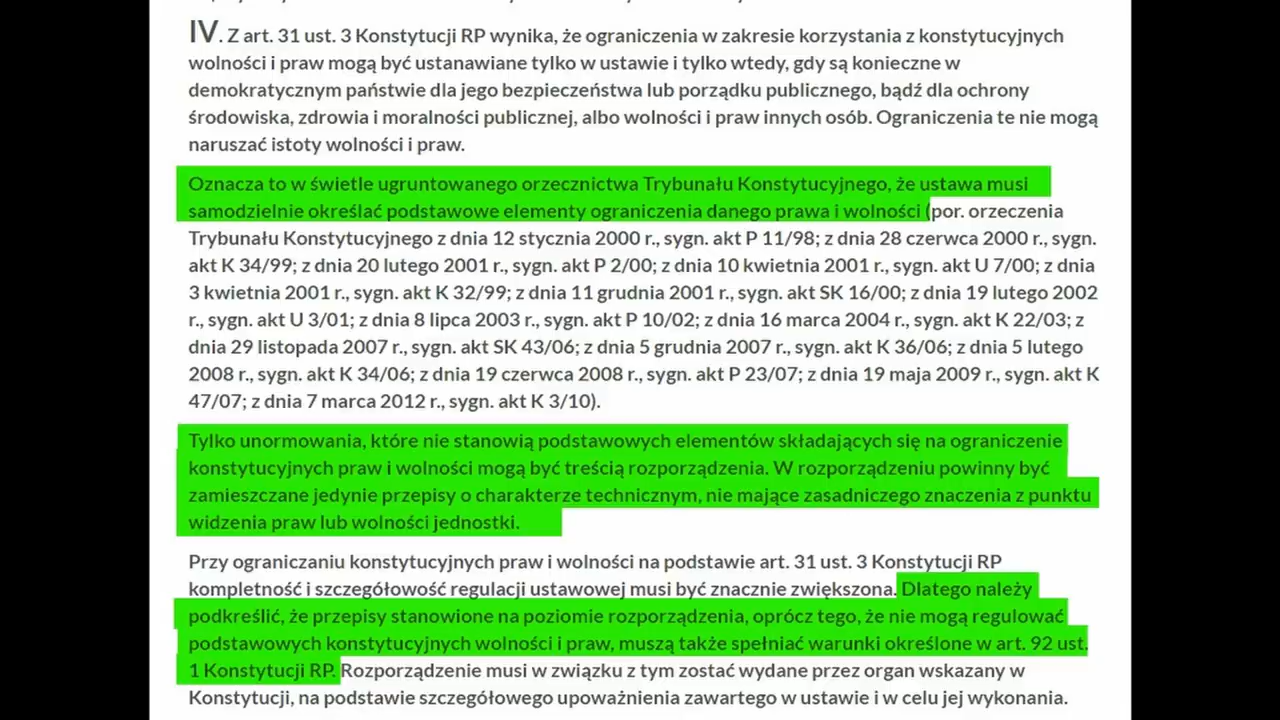 IV. Z art. 31 ust. 3 Konstytucji RP wynika, że ograniczenia w zakresie korzystania z konstytucyjnych
wolności i praw mogą być ustanawiane tylko w ustawie i tylko wtedy, gdy są konieczne w
demokratycznym państwie dla jego bezpieczeństwa lub porządku publicznego, bądź dla ochrony
środowiska, zdrowia i moralności publicznej, albo wolności i praw innych osób. Ograniczenia te nie mogą
naruszać istoty wolności i praw.
Oznacza to w świetle ugruntowanego orzecznictwa Trybunału Konstytucyjnego, że ustawa musi
samodzielnie określać podstawowe elementy ograniczenia danego prawa i wolności (por. orzeczenia
Trybunału Konstytucyjnego z dnia 12 stycznia 2000 r., sygn. akt P 11/98; z dnia 28 czerwca 2000 r., sygn.
akt K 34/99; z dnia 20 lutego 2001 r., sygn. akt P 2/00; z dnia 10 kwietnia 2001 r., sygn. akt U 7/00; z dnia
3 kwietnia 2001 r., sygn. akt K 32/99; z dnia 11 grudnia 2001 r., sygn. akt SK 16/00; z dnia 19 lutego 2002
r., sygn. akt U 3/01; z dnia 8 lipca 2003 r., sygn. akt P 10/02; z dnia 16 marca 2004 r., sygn. akt K 22/03; z
dnia 29 listopada 2007 r., sygn. akt SK 43/06; z dnia 5 grudnia 2007 r., sygn. akt K 36/06; z dnia 5 lutego
2008 r., sygn. akt K 34/06; z dnia 19 czerwca 2008 r., sygn. akt P 23/07; z dnia 19 maja 2009 r., sygn. akt K
47/07; z dnia 7 marca 2012 r., sygn. akt K 3/10).
Tylko unormowania, które nie stanowią podstawowych elementów składających się na ograniczenie
konstytucyjnych praw i wolności mogą być treścią rozporządzenia. W rozporządzeniu powinny być
zamieszczane jedynie przepisy o charakterze technicznym, nie mające zasadniczego znaczenia z punktu
widzenia praw lub wolności jednostki.
Przy ograniczaniu konstytucyjnych praw i wolności na podstawie art. 31 ust. 3 Konstytucji RP
kompletność i szczegółowość regulacji ustawowej musi być znacznie zwiększona. Dlatego należy
podkreślić, że przepisy stanowione na poziomie rozporządzenia, oprócz tego, że nie mogą regulować
podstawowych konstytucyjnych wolności i praw, muszą także spełniać warunki określone w art. 92 ust.
1 Konstytucji RP. Rozporządzenie musi w związku z tym zostać wydane przez organ wskazany w
Konstytucji, na podstawie szczegółowego upoważnienia zawartego w ustawie i w celu jej wykonania.